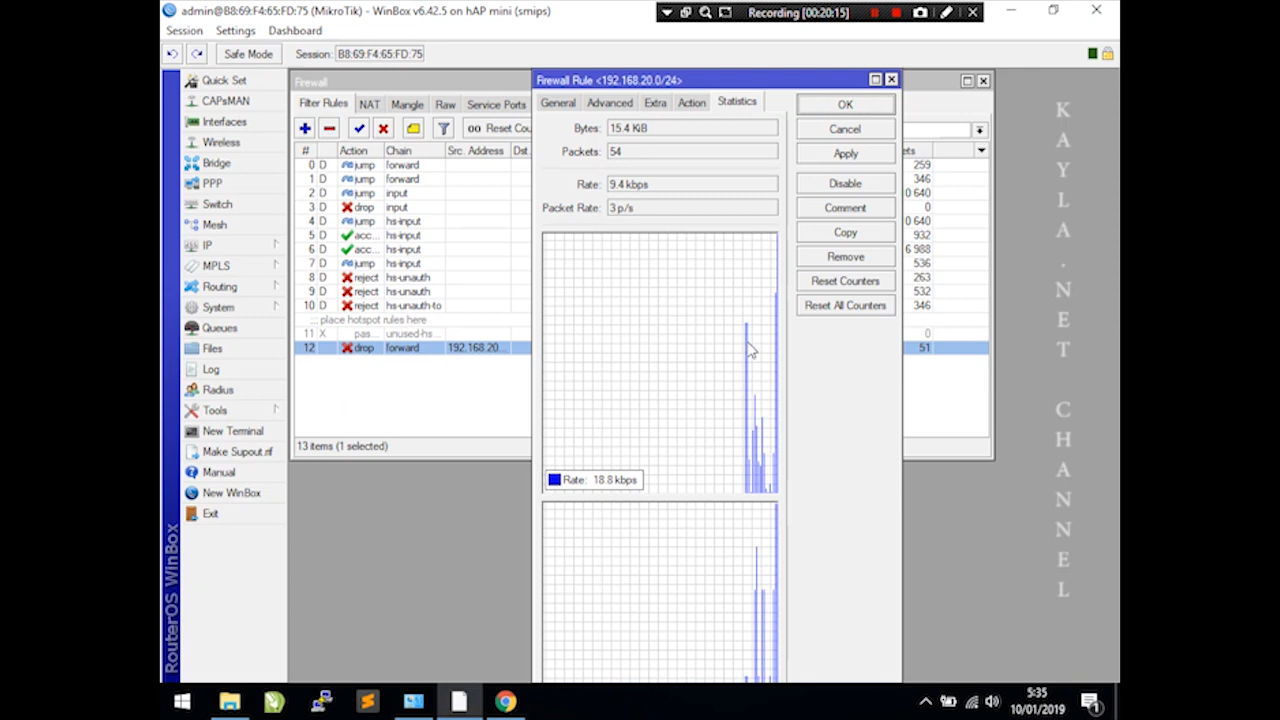 admin@B8:69:F4:65:FD:75 (MikroTik) - WinBox v6.42.5 on hAP mini (smips)
Recording [00:20:15]
Session Settings Dashboard
Safe Mode Session: B8:69:F4:65:FD:75
Quick Set
CAPsMAN
Interfaces
Wireless
Bridge
PPP
Switch
Mesh
IP
MPLS
Routing
System
Queues
Files
Log
Radius
Tools
New Terminal
Make Supout.rif
Manual
New WinBox
Exit
RouterOS WinBox
Firewall
Filter Rules NAT Mangle Raw Service Ports
00 Reset Cou
# Action Chain Src. Address Dst. ets
0 D jump forward 259
1 D jump forward 346
2 D jump input 0 640
3 D drop input 0
4 D jump hs-input 0 640
5 D acc... hs-input 932
6 D acc... hs-input 6 988
7 D jump hs-input 536
8 D reject hs-unauth 263
9 D reject hs-unauth 532
10 D reject hs-unauth-to 346
::: place hotspot rules here
11 X pas... unused-hs... 0
12 drop forward 192.168.20... 51
13 items (1 selected)
Firewall Rule <192.168.20.0/24>
General Advanced Extra Action Statistics
Bytes: 15.4 KiB
Packets: 54
Rate: 9.4 kbps
Packet Rate: 3 p/s
Rate: 18.8 kbps
OK
Cancel
Apply
Disable
Comment
Copy
Remove
Reset Counters
Reset All Counters
KAYLA.NET CHANNEL
5:35
10/01/2019
1